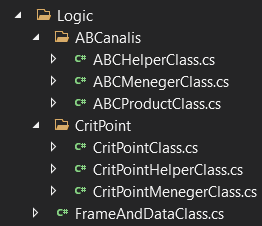 Logic
ABCanalis
C# ABCHelperClass.cs
C# ABCMenegerClass.cs
C# ABCProductClass.cs
CritPoint
C# CritPointClass.cs
C# CritPointHelperClass.cs
C# CritPointMenegerClass.cs
C# FrameAndDataClass.cs